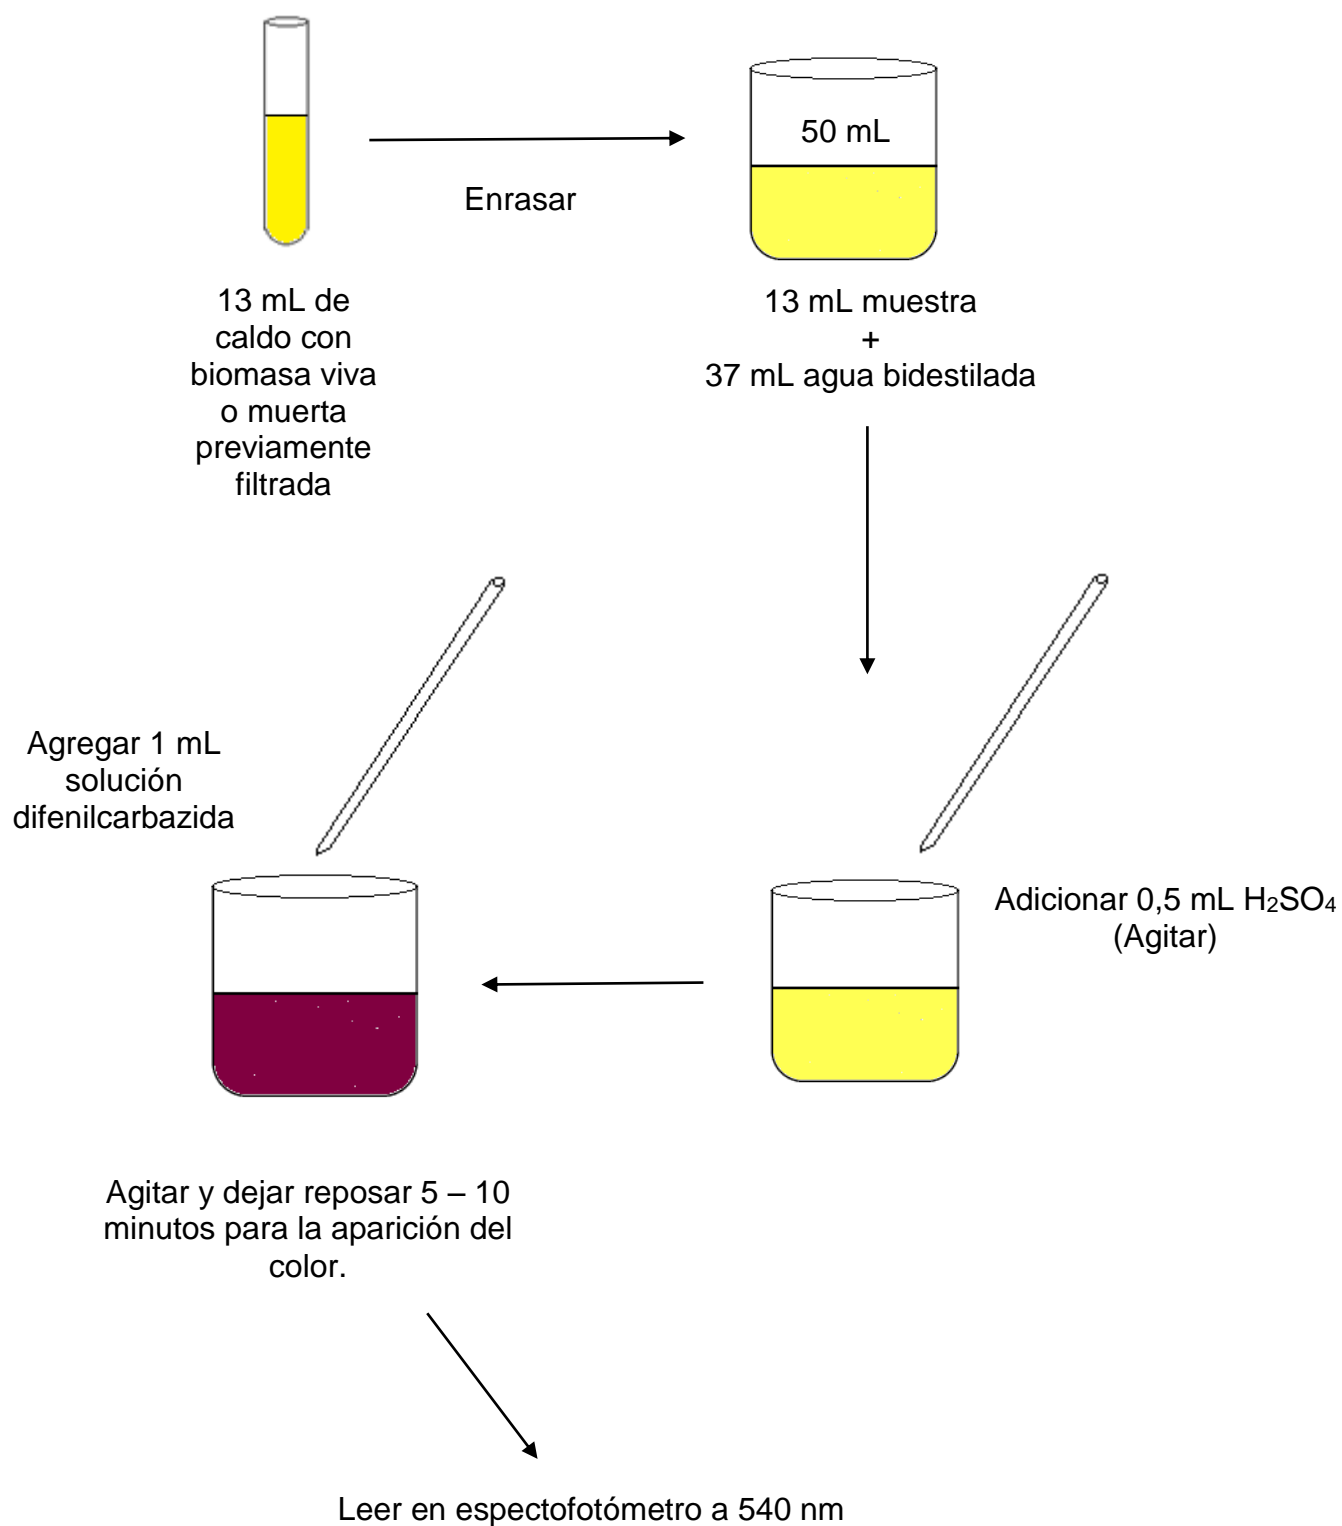 50 mL
Enrasar
13 mL de
caldo con
biomasa viva
o muerta
previamente
filtrada
13 mL muestra
+
37 mL agua bidestilada
Adicionar 0,5 mL H₂SO₄
(Agitar)
Agregar 1 mL
solución
difenilcarbazida
Agitar y dejar reposar 5 – 10
minutos para la aparición del
color.
Leer en espectofotómetro a 540 nm